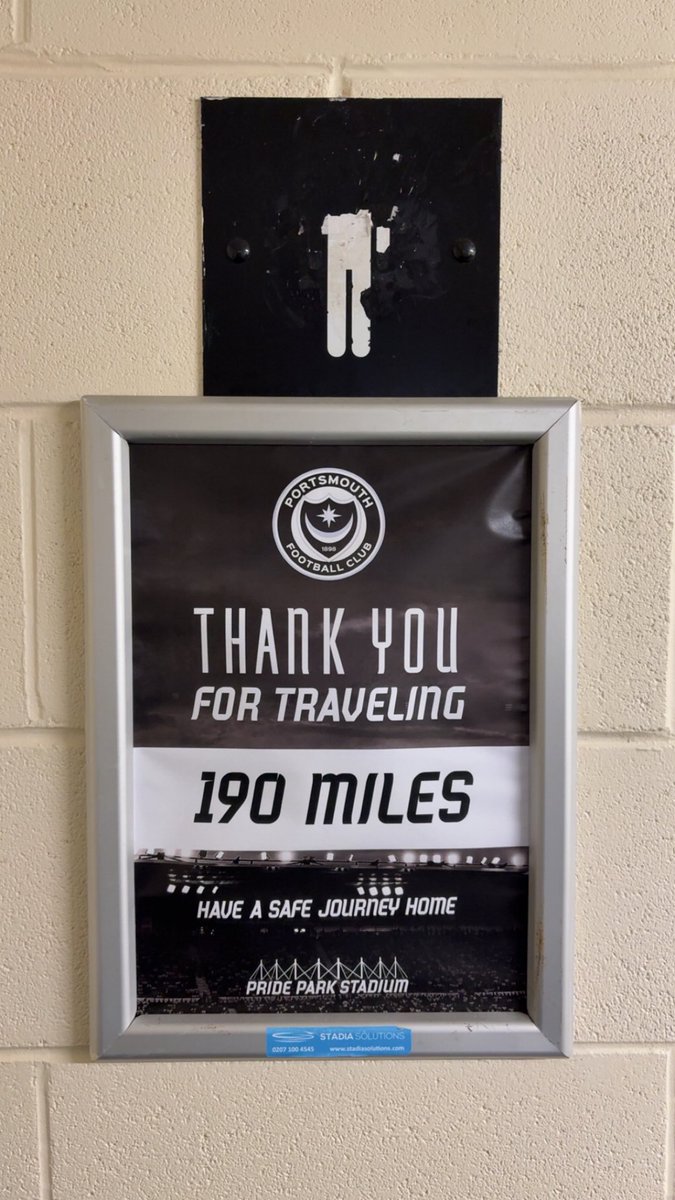 PORTSMOUTH
1898
FOOTBALL CLUB
THANK YOU
FOR TRAVELING
190 MILES
HAVE A SAFE JOURNEY HOME
PRIDE PARK STADIUM
STADIA SOLUTIONS
0207 100 4545 www.stadiasolutions.com